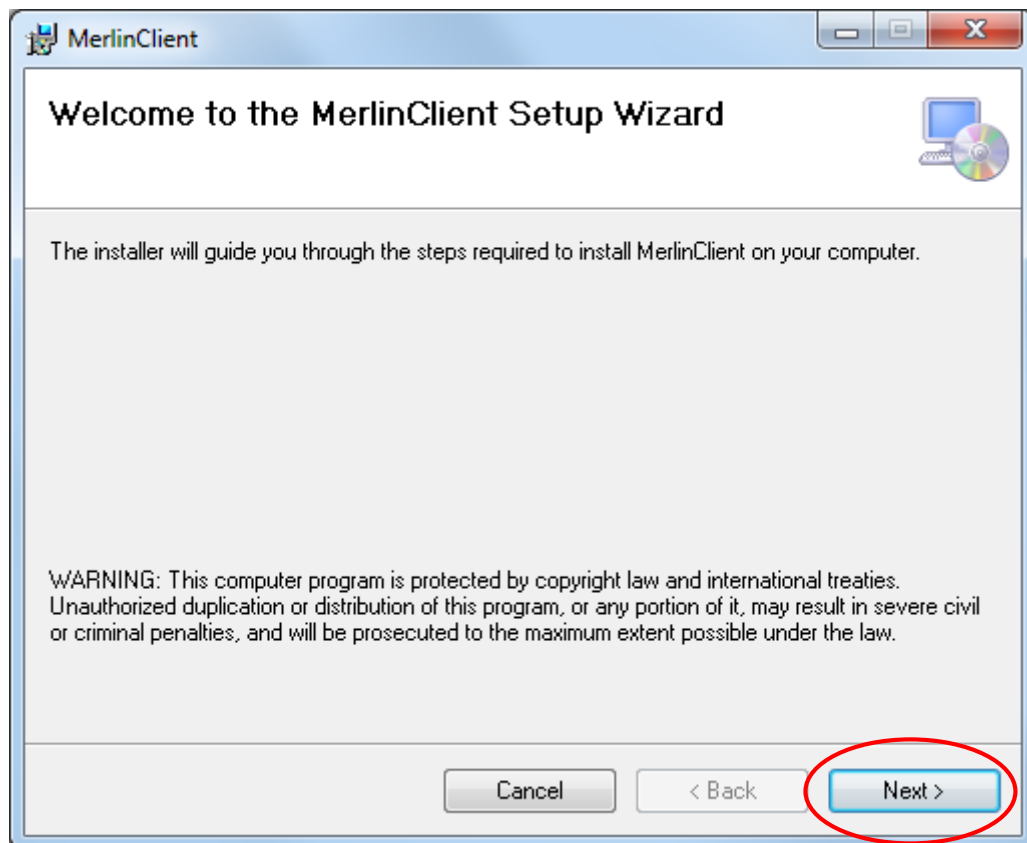 MerlinClient
Welcome to the MerlinClient Setup Wizard
The installer will guide you through the steps required to install MerlinClient on your computer.
WARNING: This computer program is protected by copyright law and international treaties.
Unauthorized duplication or distribution of this program, or any portion of it, may result in severe civil
or criminal penalties, and will be prosecuted to the maximum extent possible under the law.
Cancel < Back Next >